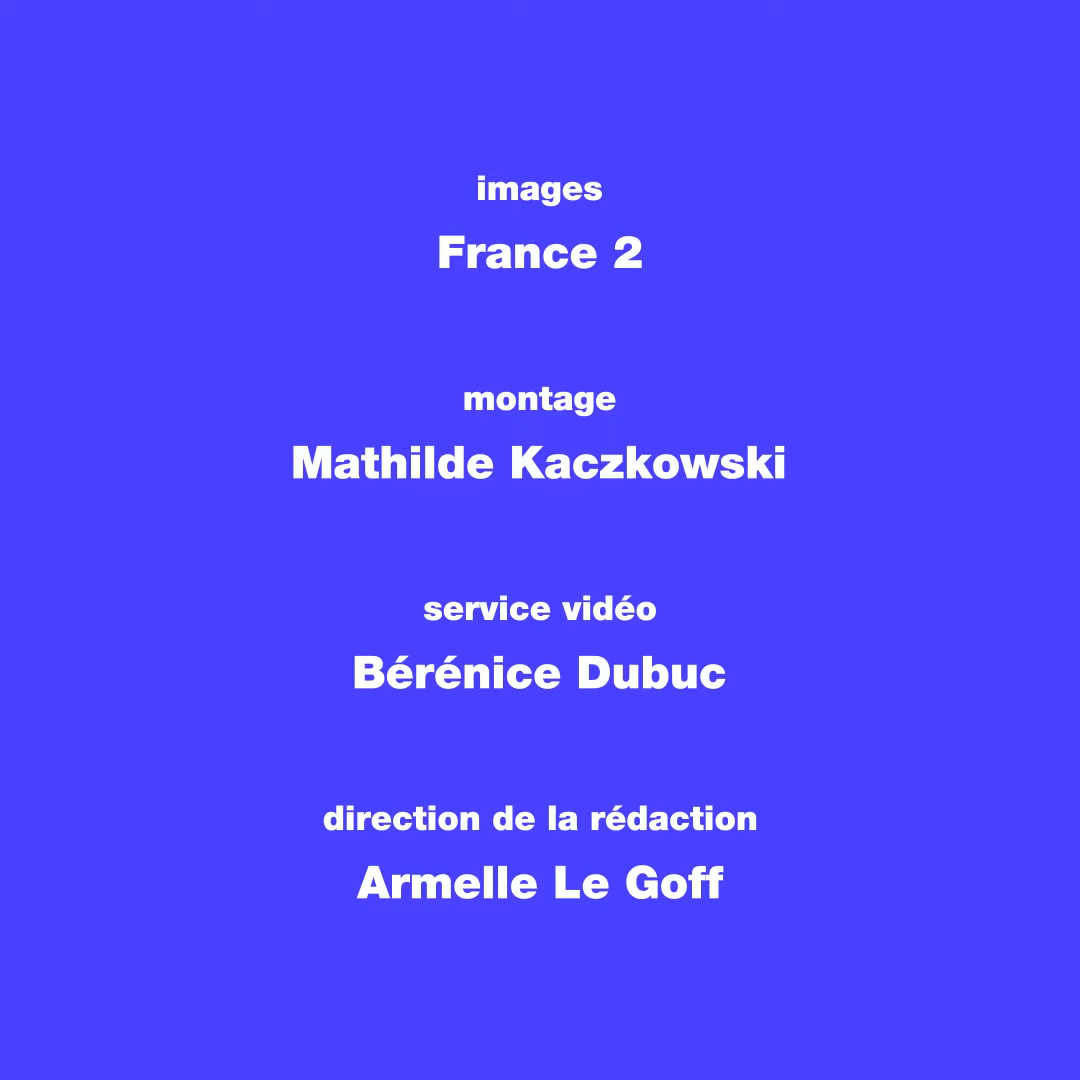 images
France 2
montage
Mathilde Kaczkowski
service vidéo
Bérénice Dubuc
direction de la rédaction
Armelle Le Goff